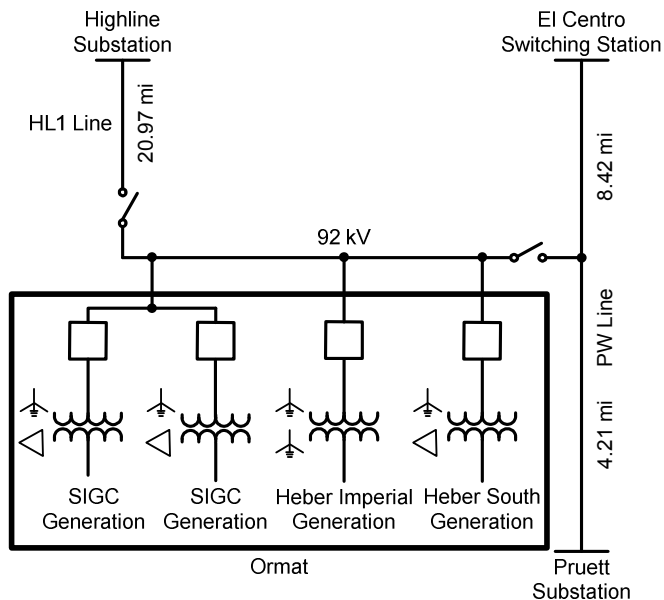 Highline
Substation
El Centro
Switching Station
HL1 Line
20.97 mi
8.42 mi
92 kV
PW Line
4.21 mi
SIGC
Generation
SIGC
Generation
Heber Imperial
Generation
Heber South
Generation
Ormat
Pruett
Substation